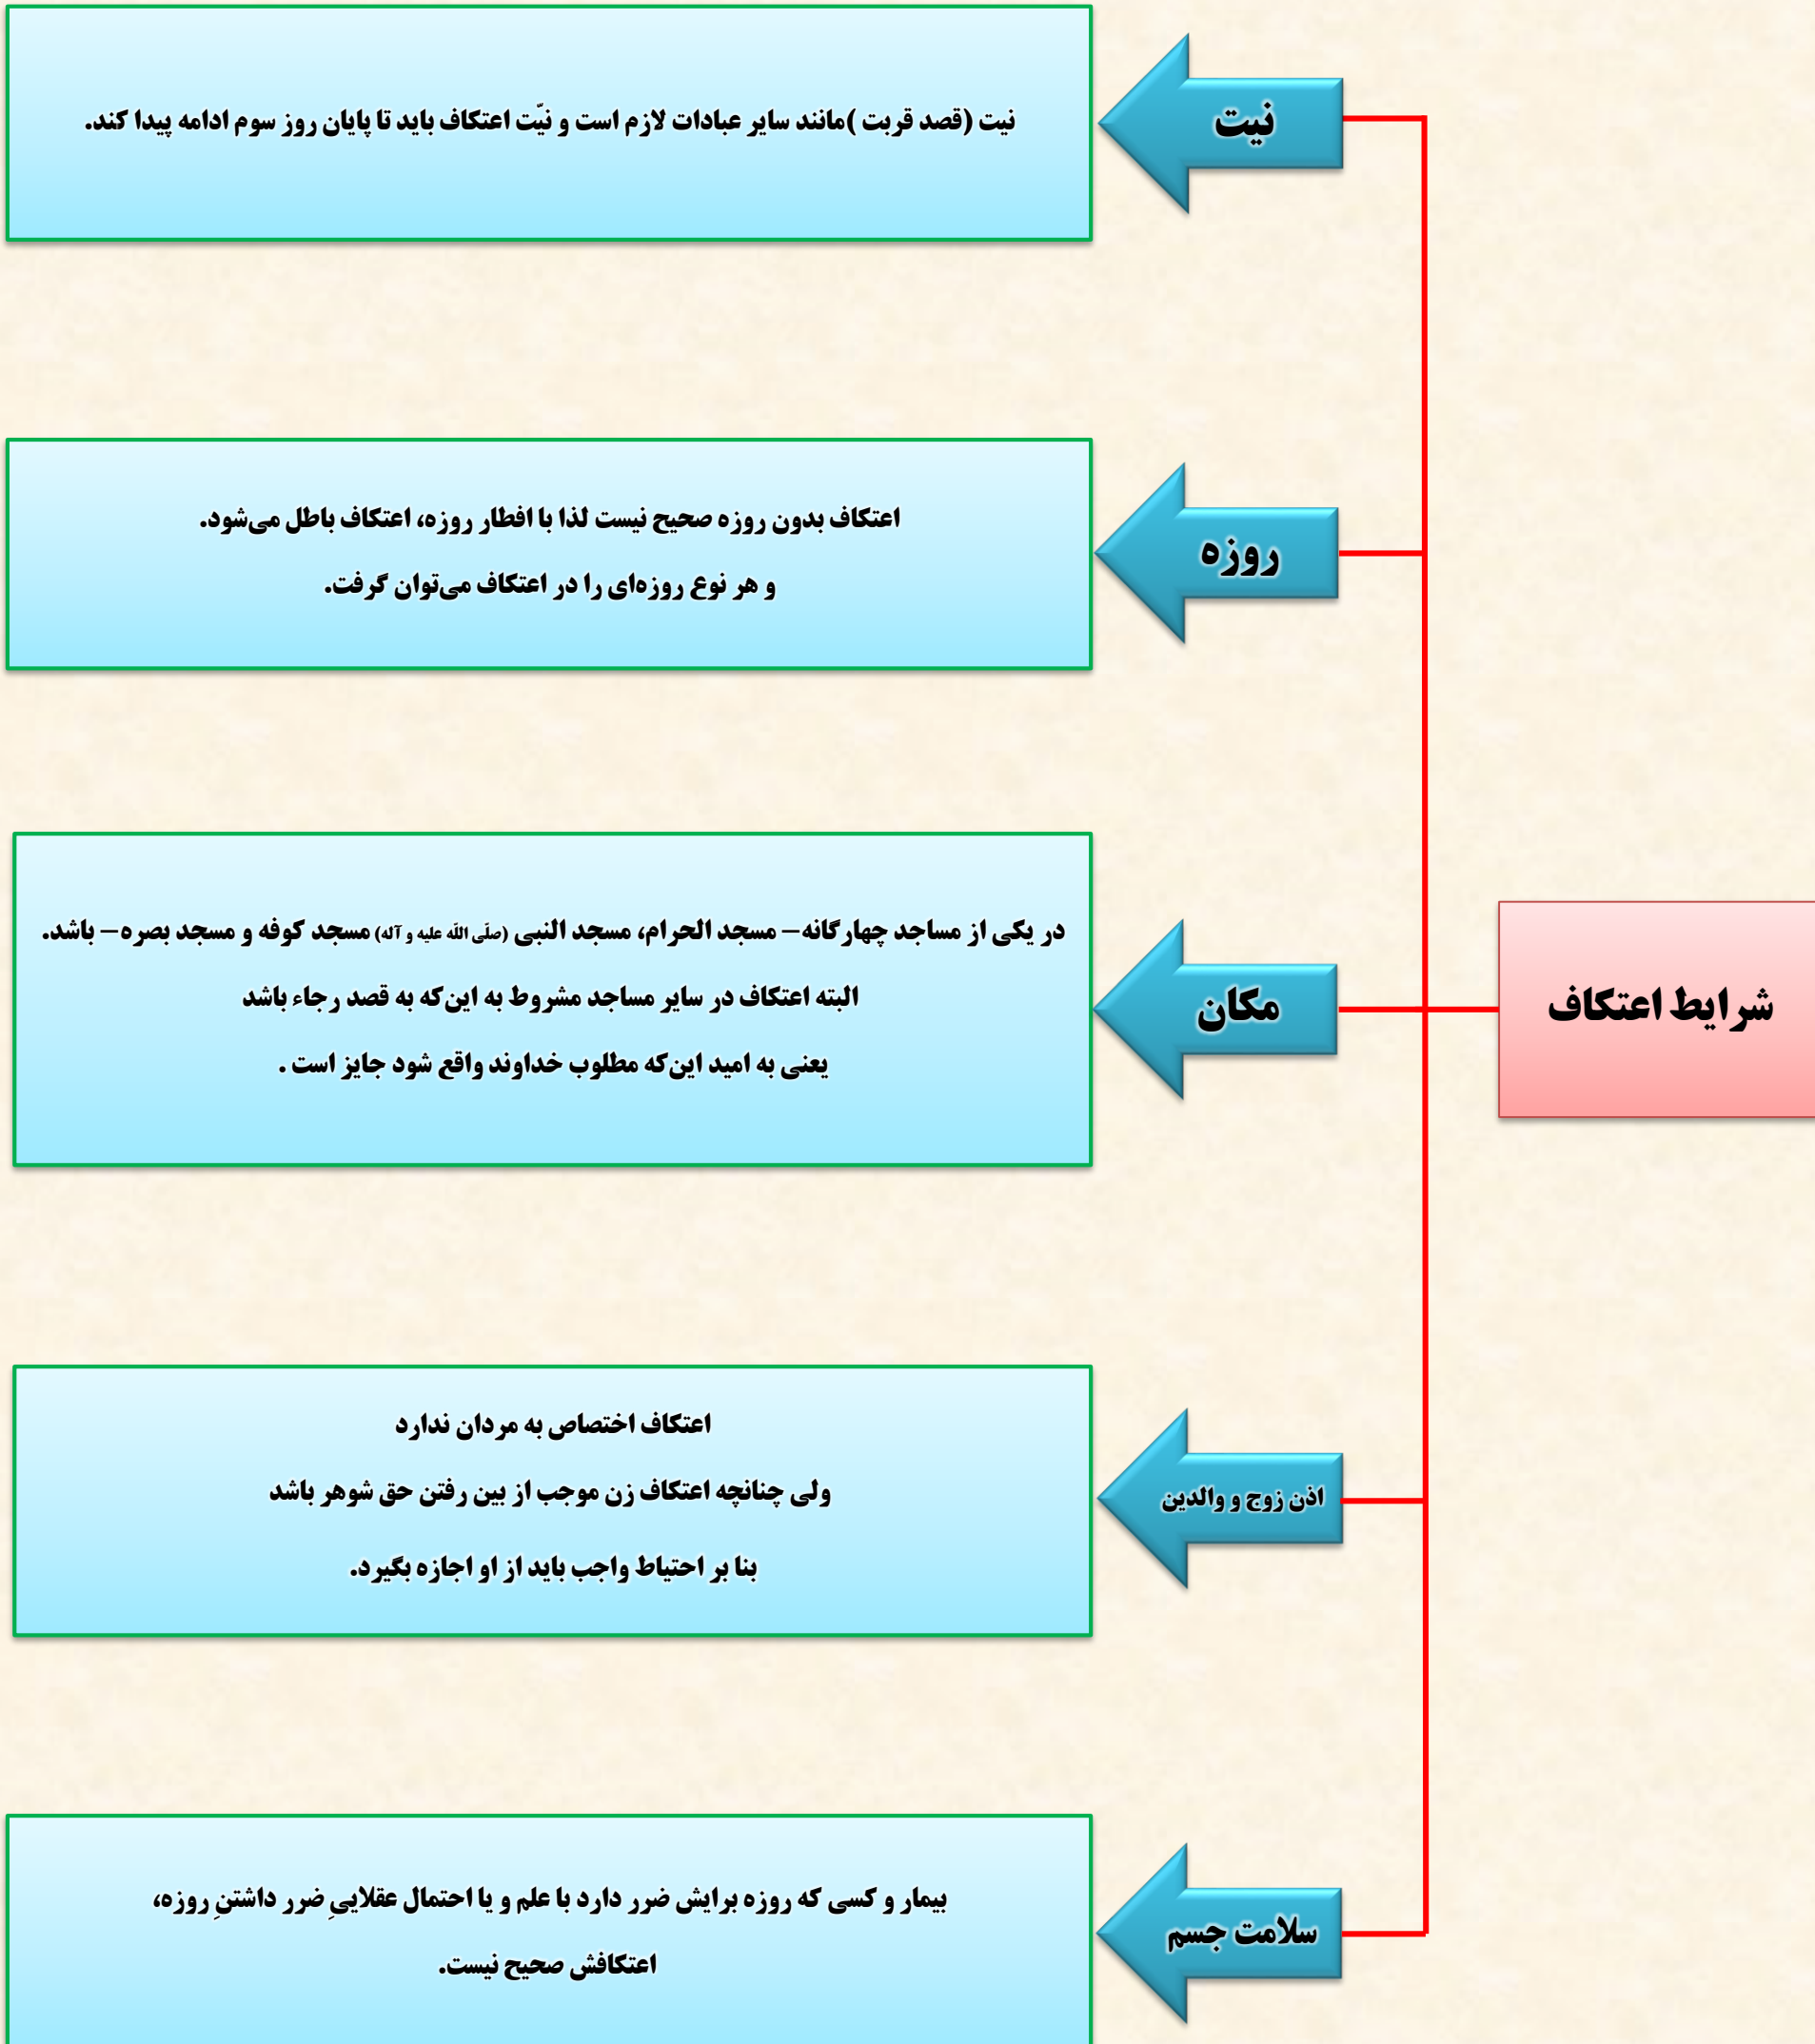 شرایط اعتکاف
نیت
نیت (قصد قربت )مانند سایر عبادات لازم است و نیّت اعتکاف باید تا پایان روز سوم ادامه پیدا کند.
روزه
اعتکاف بدون روزه صحیح نیست لذا با افطار روزه، اعتکاف باطل می‌شود.
و هر نوع روزه‌ای را در اعتکاف می‌توان گرفت.
مکان
در یکی از مساجد چهارگانه– مسجد الحرام، مسجد النبی (صلّی اللّه علیه و آله) مسجد کوفه و مسجد بصره– باشد.
البته اعتکاف در سایر مساجد مشروط به این‌که به قصد رجاء باشد
یعنی به امید این‌که مطلوب خداوند واقع شود جایز است .
اذن زوج و والدین
اعتکاف اختصاص به مردان ندارد
ولی چنانچه اعتکاف زن موجب از بین رفتن حق شوهر باشد
بنا بر احتیاط واجب باید از او اجازه بگیرد.
سلامت جسم
بیمار و کسی که روزه برایش ضرر دارد با علم و یا احتمال عقلاییِ ضرر داشتنِ روزه،
اعتکافش صحیح نیست.